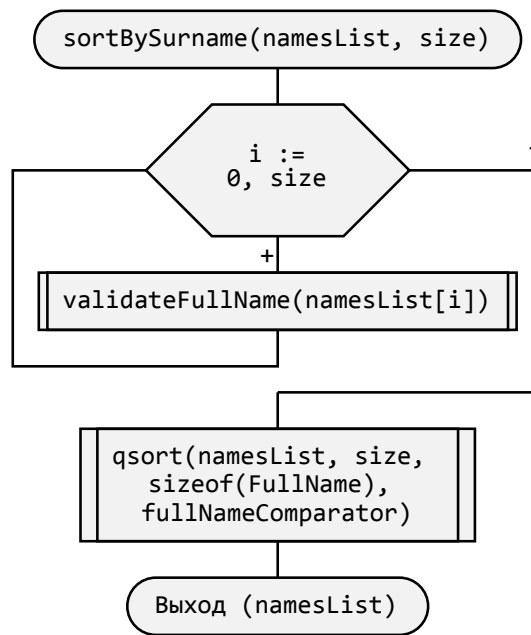 sortBySurname(namesList, size)
i :=
0, size
+
validateFullName(namesList[i])
qsort(namesList, size,
sizeof(FullName),
fullNameComparator)
Выход (namesList)